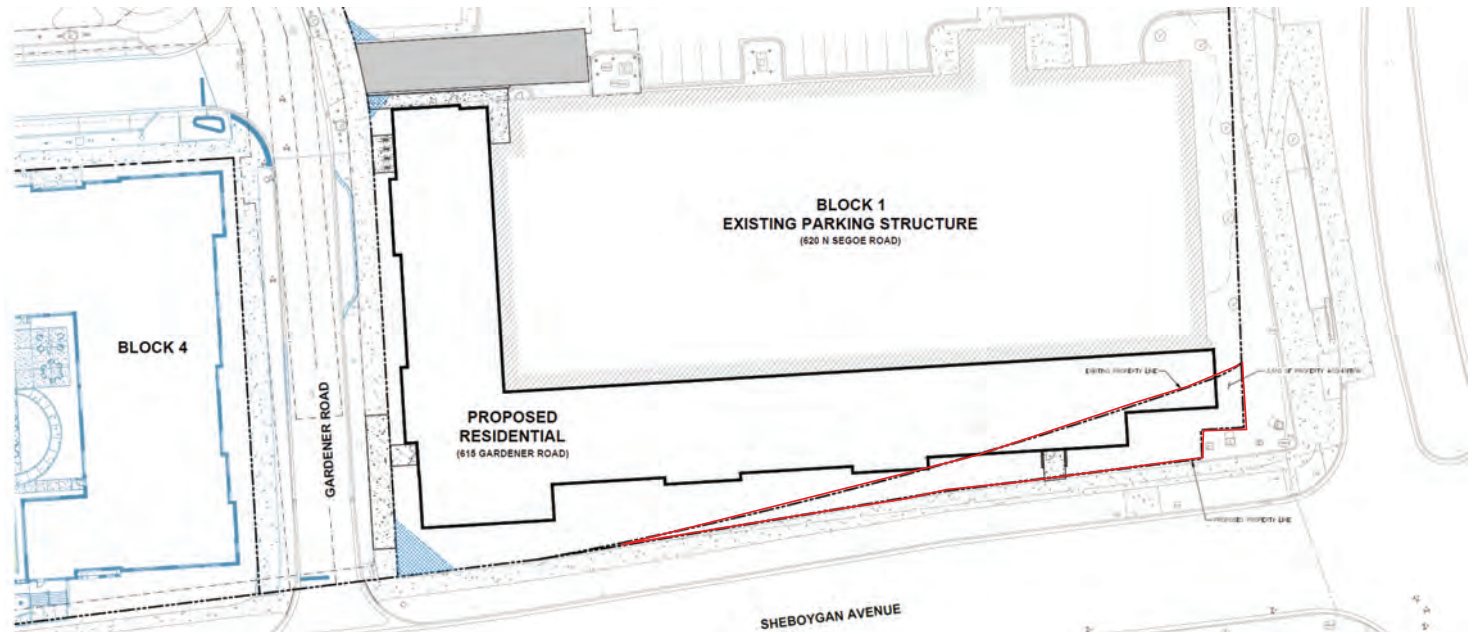 BLOCK 1
EXISTING PARKING STRUCTURE
(620 N SEGOE ROAD)
BLOCK 4
GARDENER ROAD
PROPOSED
RESIDENTIAL
(615 GARDENER ROAD)
EXISTING PROPERTY LINE
PROPERTY
PROPOSED PROPERTY LINE
SHEBOYGAN AVENUE